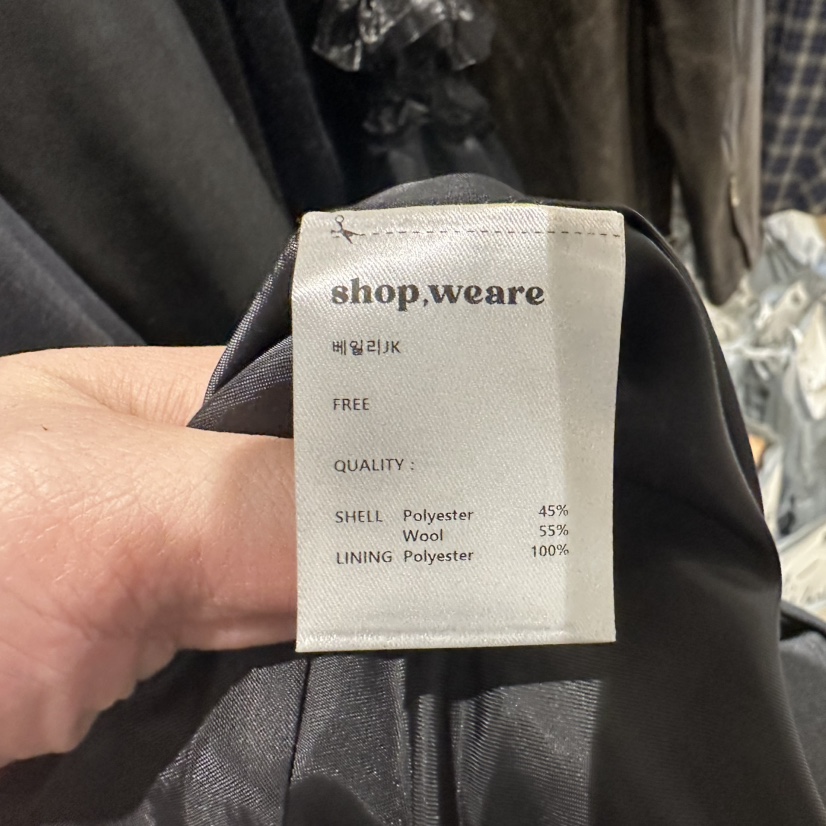 shop,weare
베일리JK
FREE
QUALITY :
SHELL Polyester 45%
Wool 55%
LINING Polyester 100%